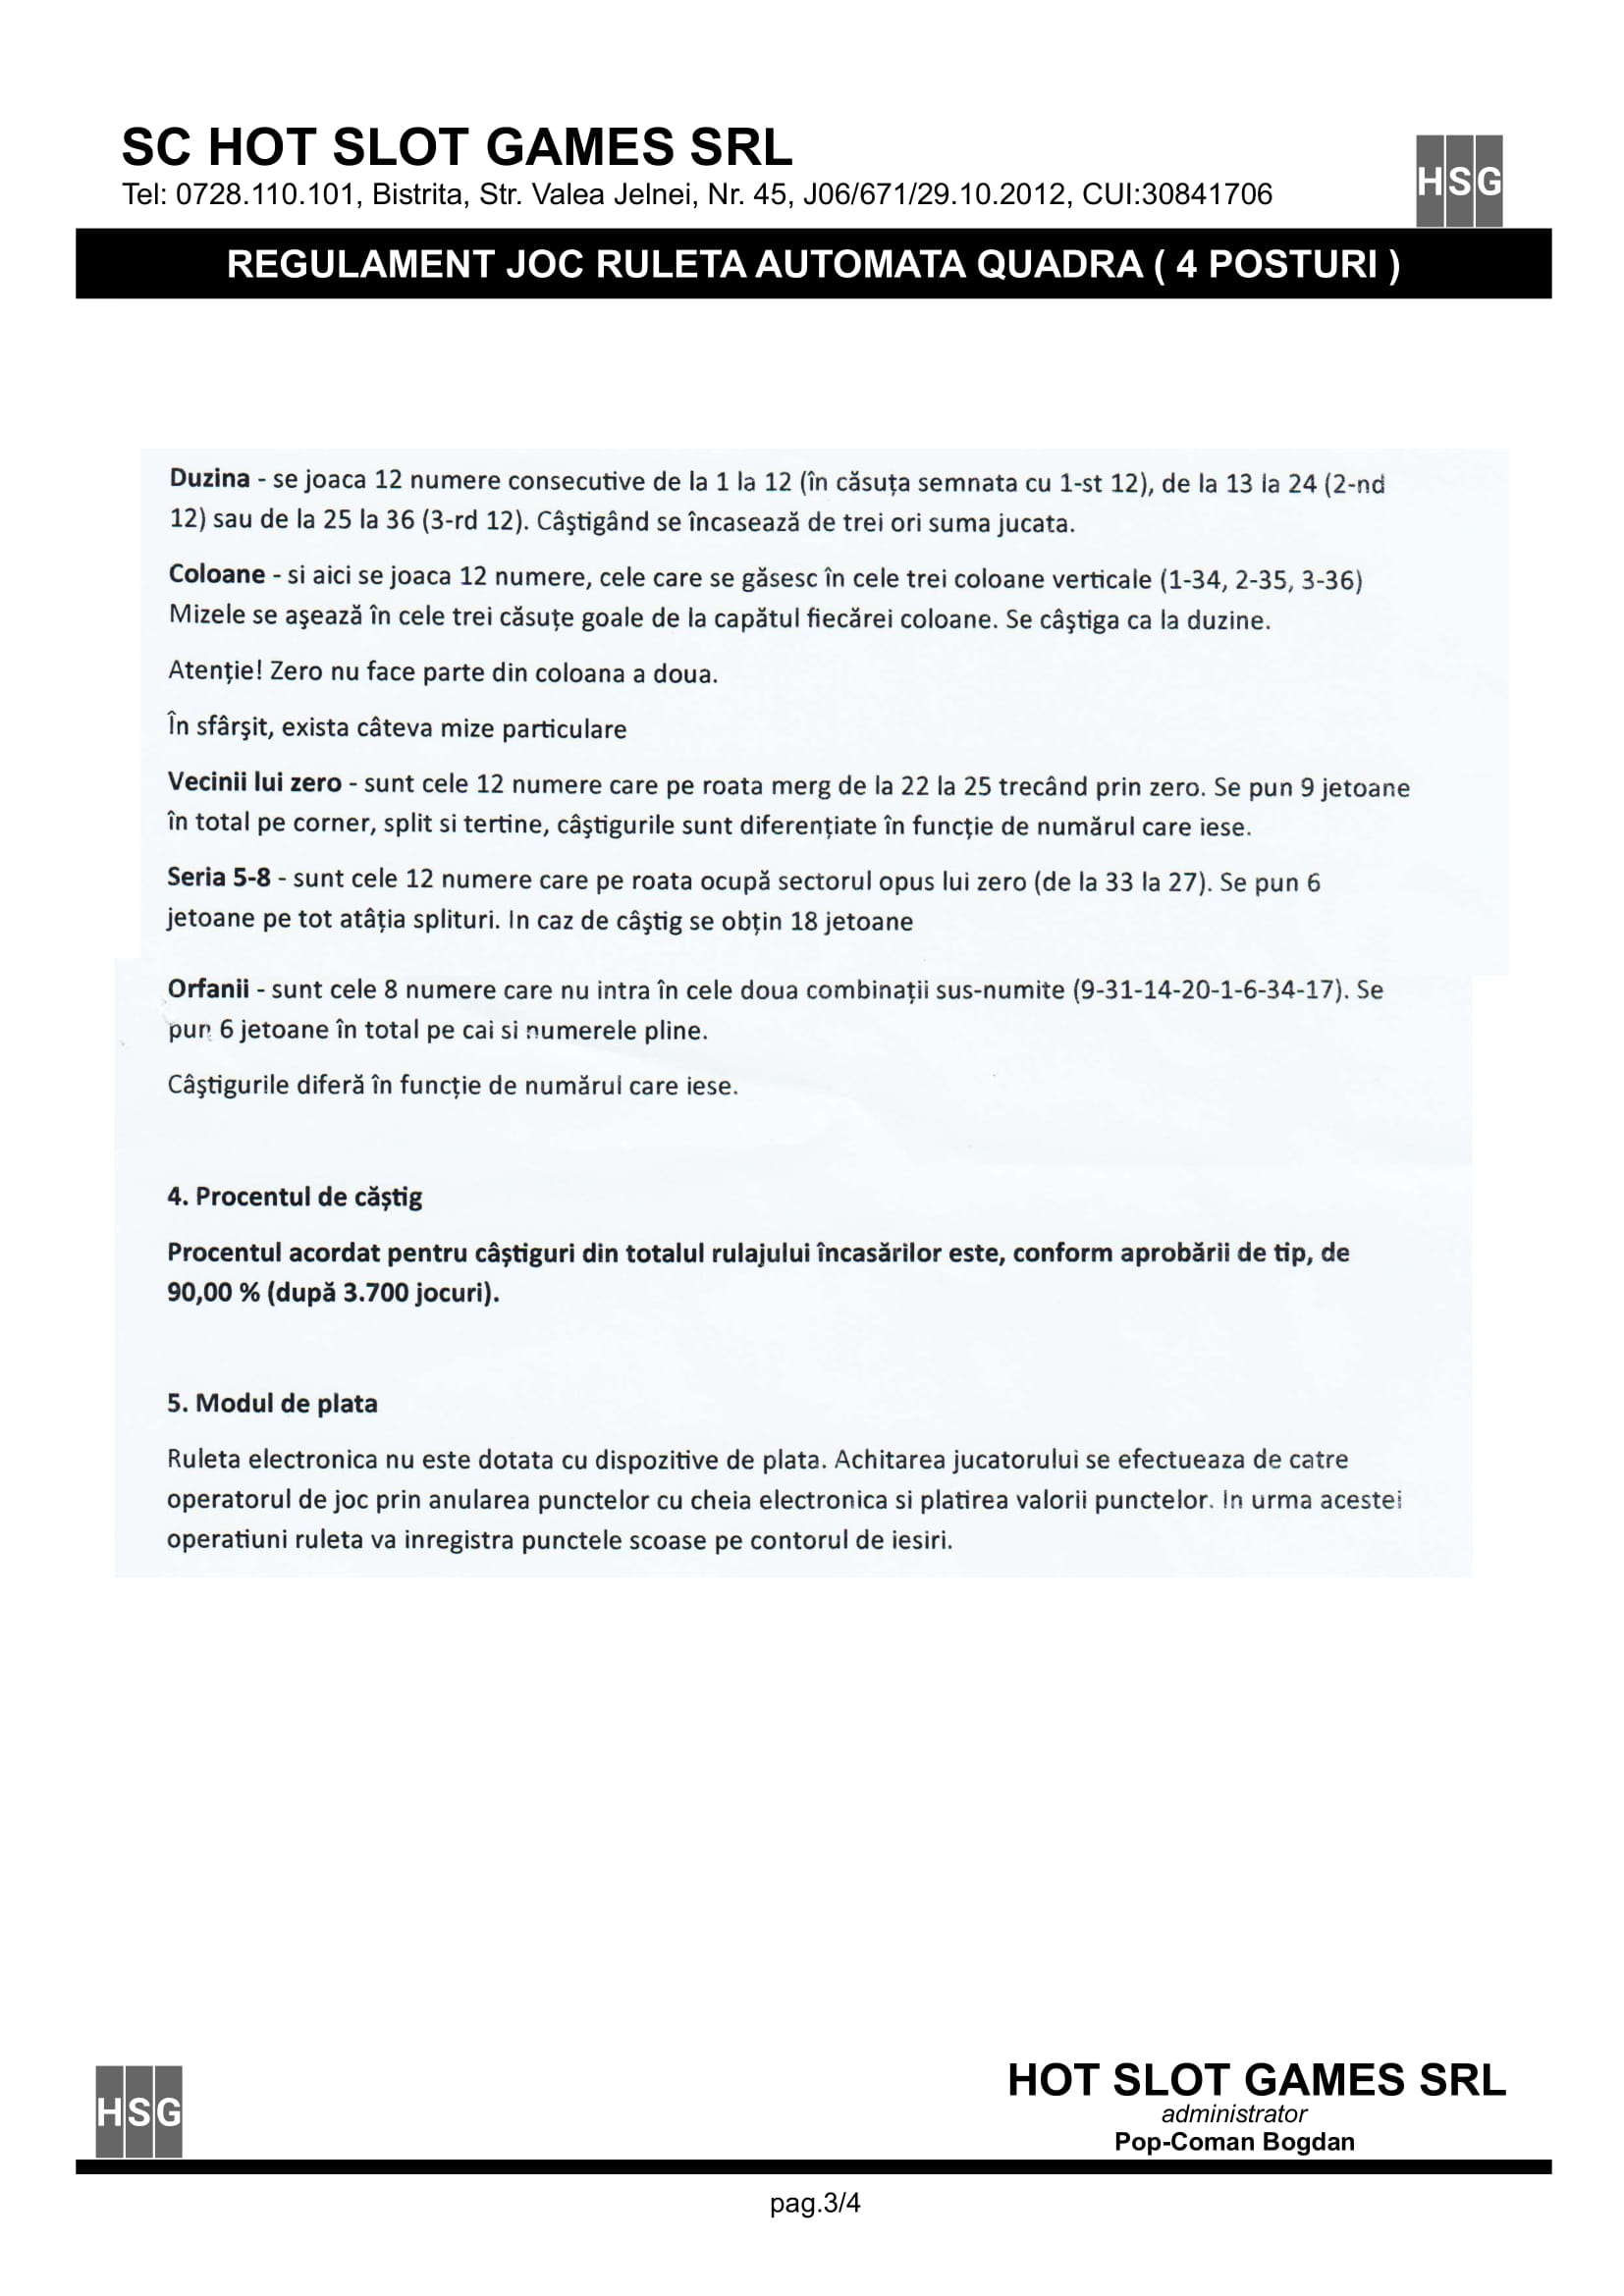 SC HOT SLOT GAMES SRL
Tel: 0728.110.101, Bistrita, Str. Valea Jelnei, Nr. 45, J06/671/29.10.2012, CUI:30841706
HSG
REGULAMENT JOC RULETA AUTOMATA QUADRA ( 4 POSTURI )
Duzina - se joaca 12 numere consecutive de la 1 la 12 (în căsuța semnata cu 1-st 12), de la 13 la 24 (2-nd
12) sau de la 25 la 36 (3-rd 12). Câştigând se încasează de trei ori suma jucata.
Coloane - si aici se joaca 12 numere, cele care se găsesc în cele trei coloane verticale (1-34, 2-35, 3-36)
Mizele se aşează în cele trei căsuțe goale de la capătul fiecărei coloane. Se câştiga ca la duzine.
Atenție! Zero nu face parte din coloana a doua.
În sfârşit, exista câteva mize particulare
Vecinii lui zero - sunt cele 12 numere care pe roata merg de la 22 la 25 trecând prin zero. Se pun 9 jetoane
în total pe corner, split si tertine, câştigurile sunt diferențiate în funcție de numărul care iese.
Seria 5-8 - sunt cele 12 numere care pe roata ocupă sectorul opus lui zero (de la 33 la 27). Se pun 6
jetoane pe tot atâția splituri. In caz de câştig se obțin 18 jetoane
Orfanii - sunt cele 8 numere care nu intra în cele doua combinații sus-numite (9-31-14-20-1-6-34-17). Se
pun 6 jetoane în total pe cai si numerele pline.
Câştigurile diferă în funcție de numărul care iese.
4. Procentul de căștig
Procentul acordat pentru câștiguri din totalul rulajului încasărilor este, conform aprobării de tip, de
90,00 % (după 3.700 jocuri).
5. Modul de plata
Ruleta electronica nu este dotata cu dispozitive de plata. Achitarea jucatorului se efectueaza de catre
operatorul de joc prin anularea punctelor cu cheia electronica si platirea valorii punctelor. In urma acestei
operatiuni ruleta va inregistra punctele scoase pe contorul de iesiri.
HSG
HOT SLOT GAMES SRL
administrator
Pop-Coman Bogdan
pag.3/4